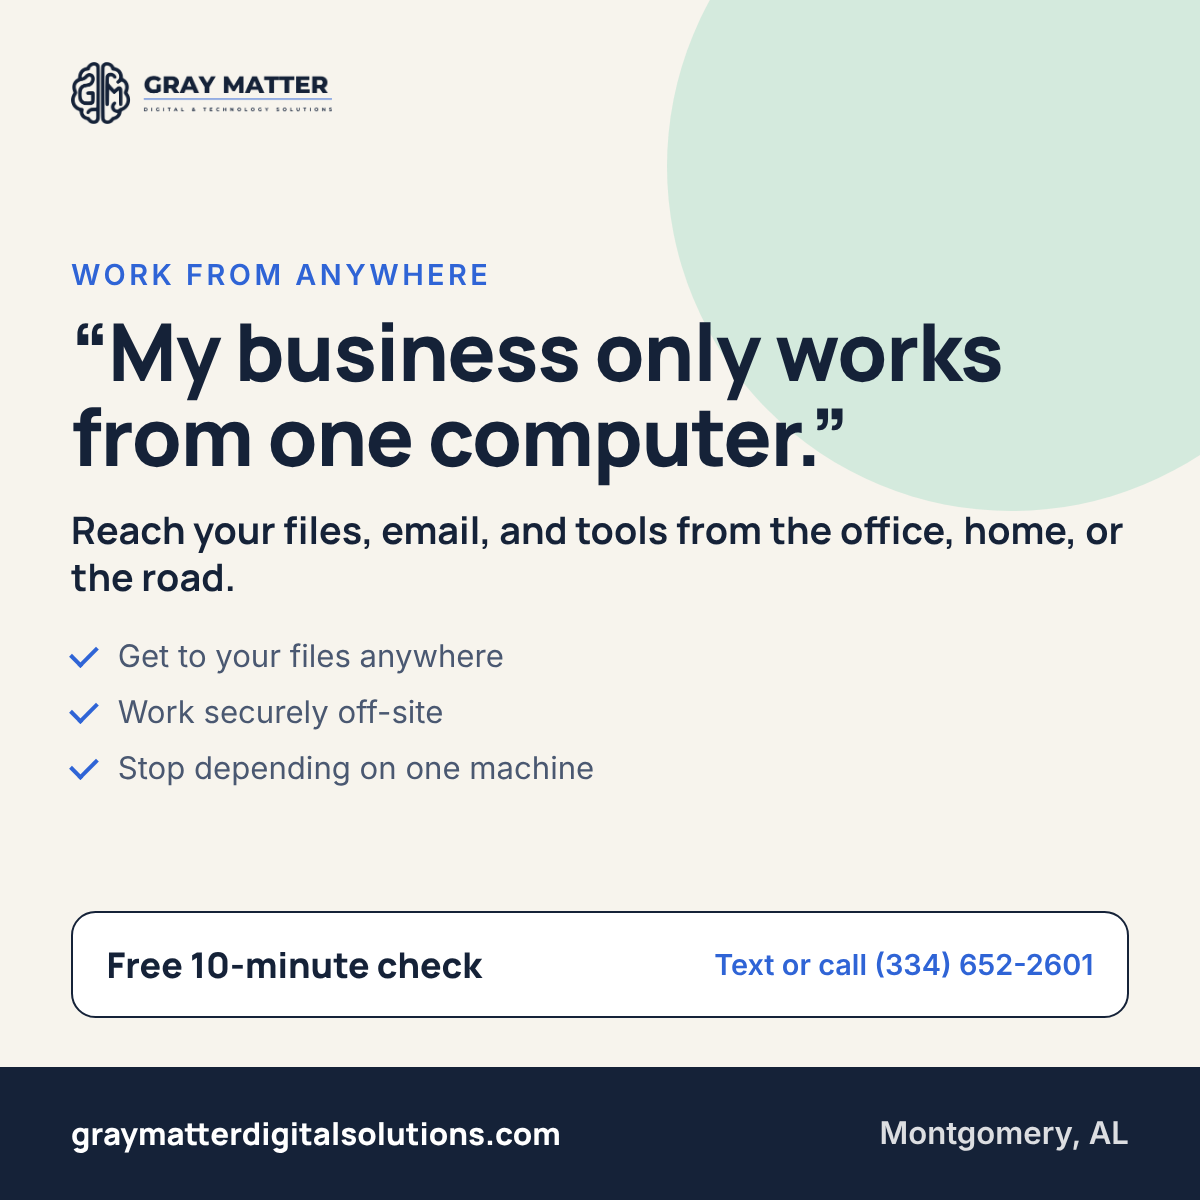 GM
GRAY MATTER
DIGITAL & TECHNOLOGY SOLUTIONS
WORK FROM ANYWHERE
“My business only works
from one computer.”
Reach your files, email, and tools from the office, home, or
the road.
Get to your files anywhere
Work securely off-site
Stop depending on one machine
Free 10-minute check
Text or call (334) 652-2601
graymatterdigitalsolutions.com
Montgomery, AL